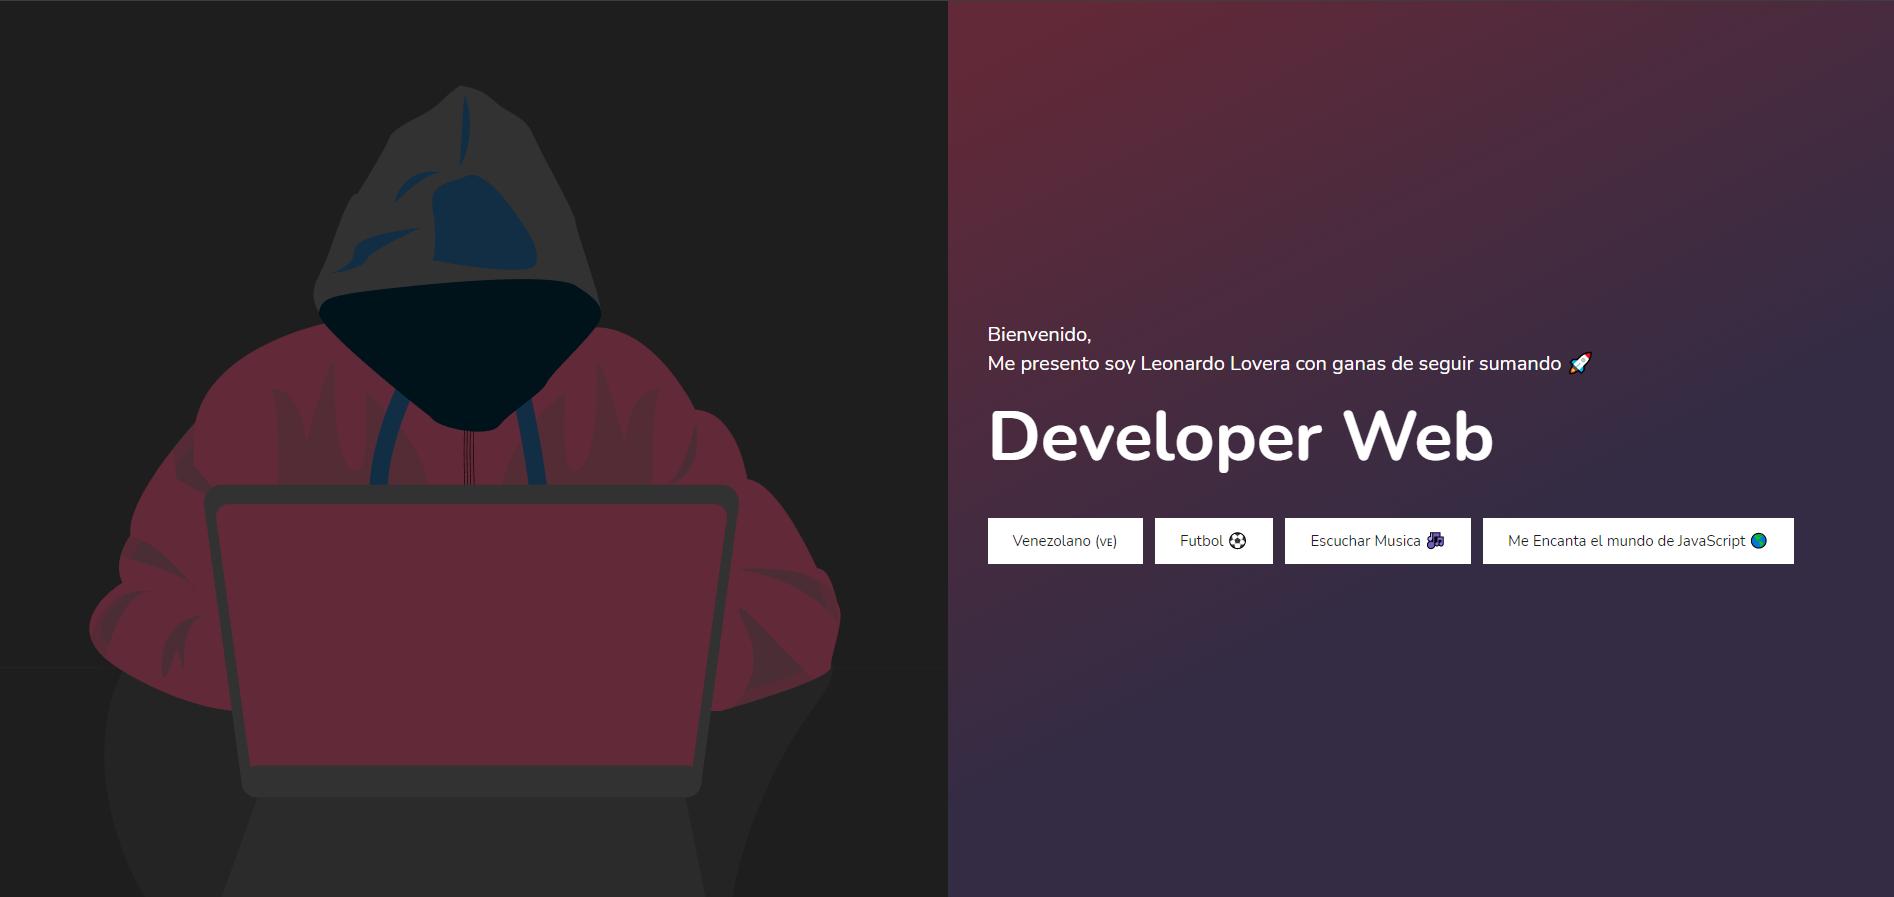 Bienvenido,
Me presento soy Leonardo Lovera con ganas de seguir sumando 🚀
Developer Web
Venezolano (VE)
Futbol ⚽
Escuchar Musica 🎶
Me Encanta el mundo de JavaScript 🌎